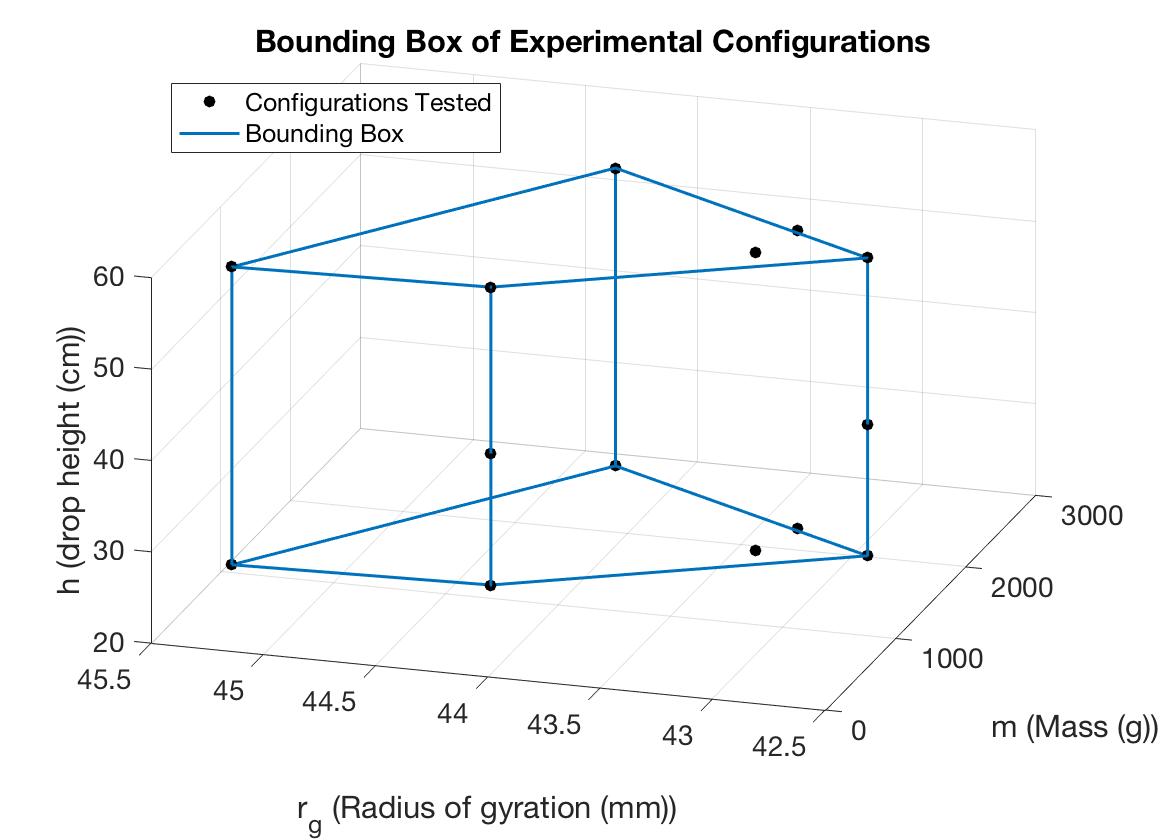 Bounding Box of Experimental Configurations
Configurations Tested
Bounding Box
60
50
40
30
20
h (drop height (cm))
45.5
45
44.5
44
43.5
43
42.5
r_g (Radius of gyration (mm))
0
1000
2000
3000
m (Mass (g))